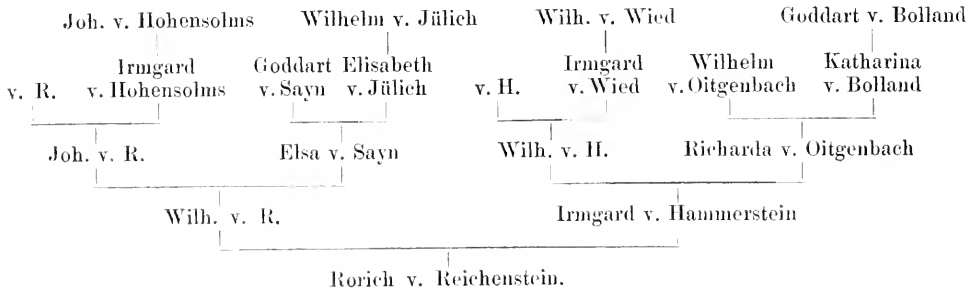 Joh. v. Hohensolms Wilhelm v. Jülich Wilh. v. Wied Goddart v. Bolland
Irmgard Goddart Elisabeth Irmgard Wilhelm Katharina
v. R. v. Hohensolms v. Sayn v. Jülich v. H. v. Wied v. Oitgenbach v. Bolland
Joh. v. R. Elsa v. Sayn Wilh. v. H. Richarda v. Oitgenbach
Wilh. v. R. Irmgard v. Hammerstein
Rorich v. Reichenstein.